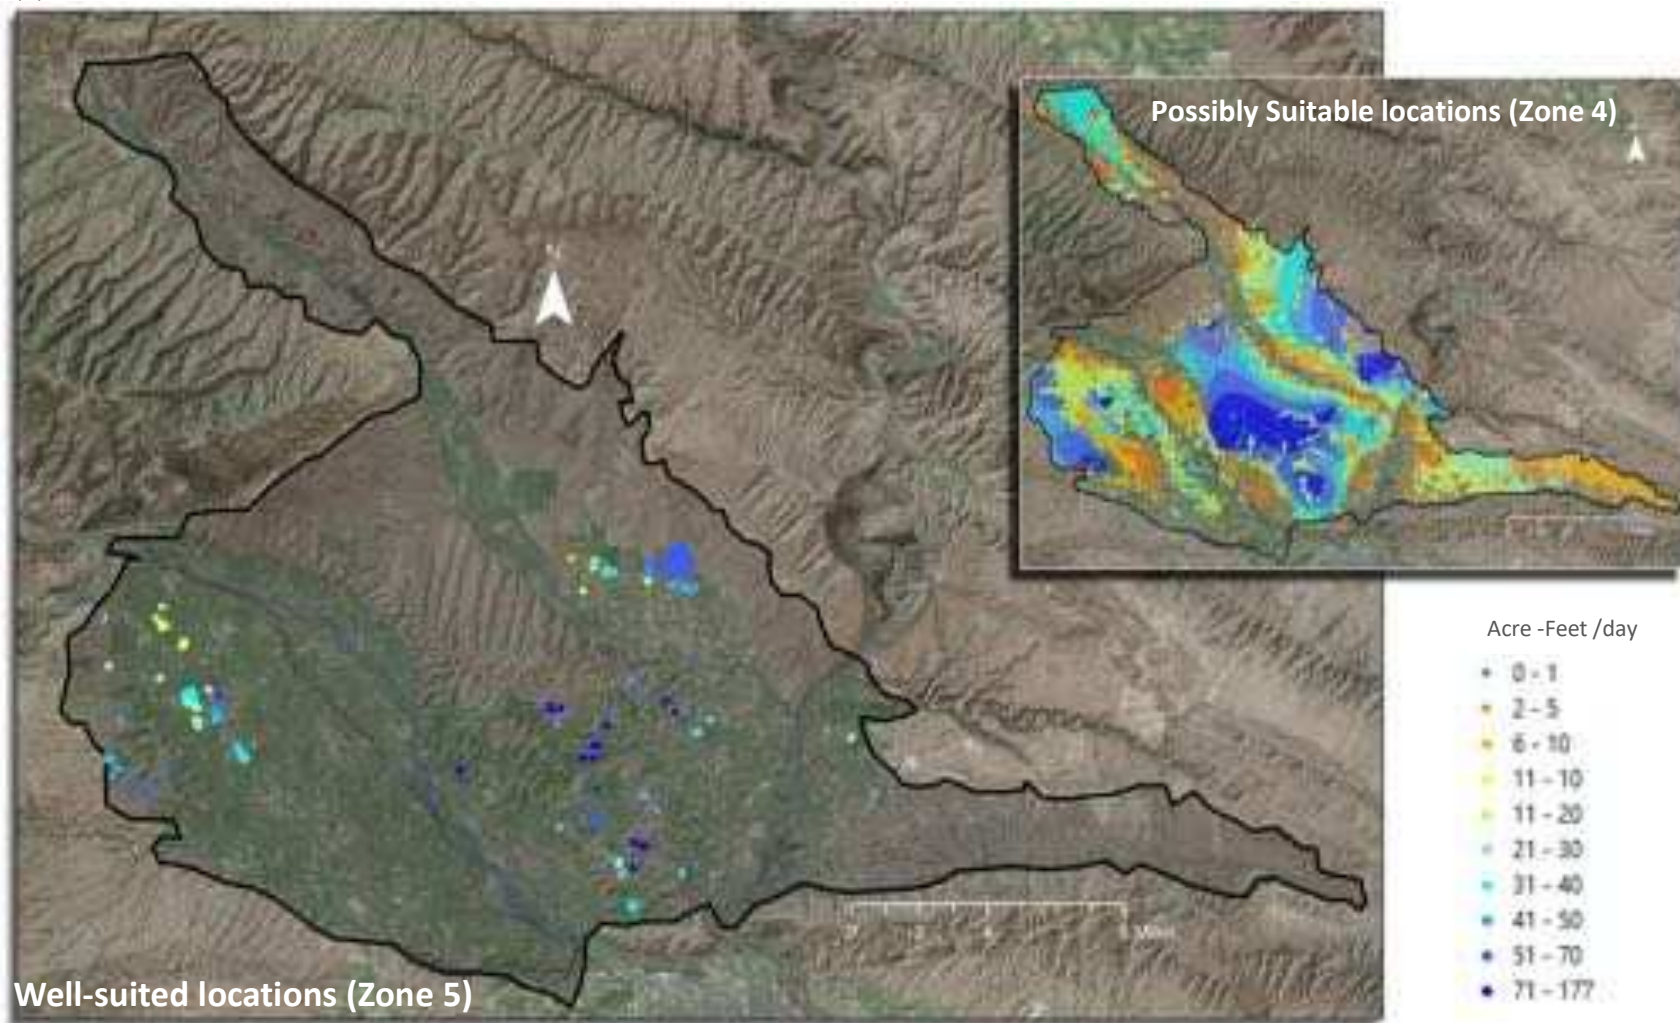 Possibly Suitable locations (Zone 4)
N
Acre -Feet /day
0 - 1
2 - 5
6 - 10
11 - 10
11 - 20
21 - 30
31 - 40
41 - 50
51 - 70
71 - 177
Well-suited locations (Zone 5)